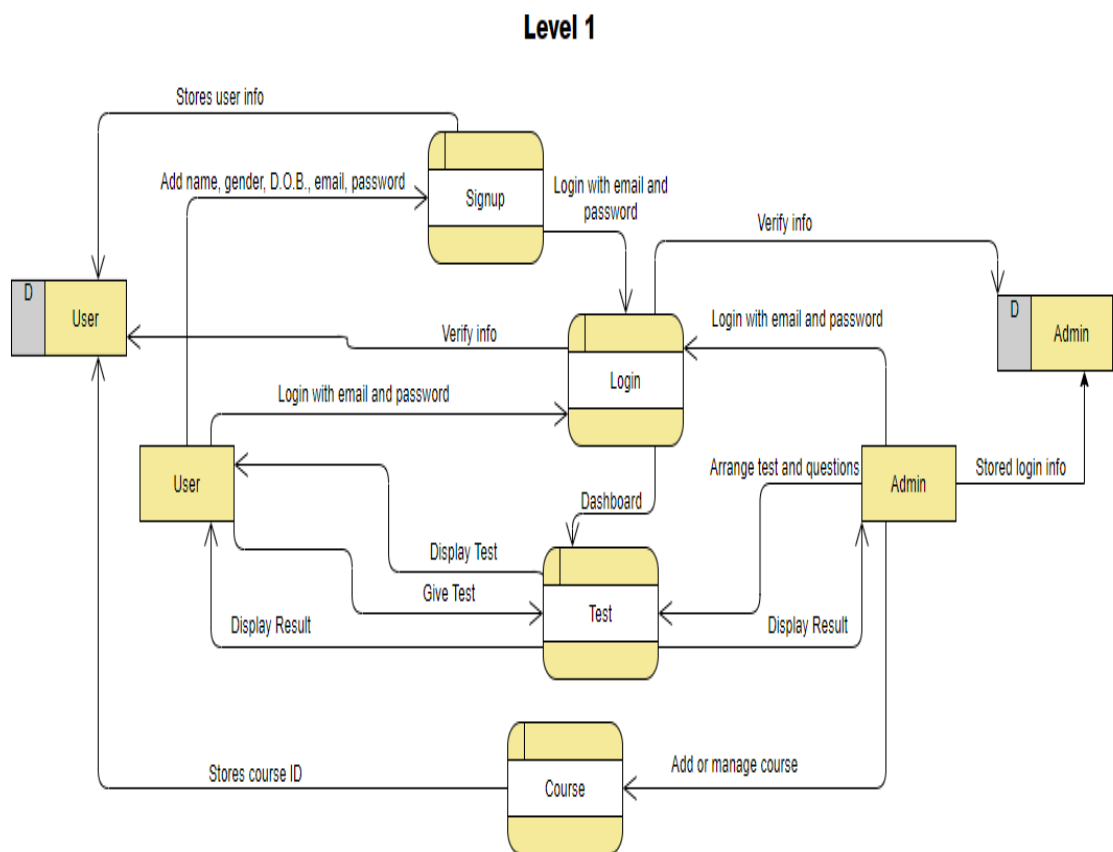 Level 1
Stores user info
Add name, gender, D.O.B., email, password
Signup
Login with email and
password
Verify info
D
User
D
Admin
Verify info
Login with email and password
Login
Login with email and password
User
Arrange test and questions
Admin
Stored login info
Dashboard
Display Test
Give Test
Test
Display Result
Display Result
Stores course ID
Course
Add or manage course